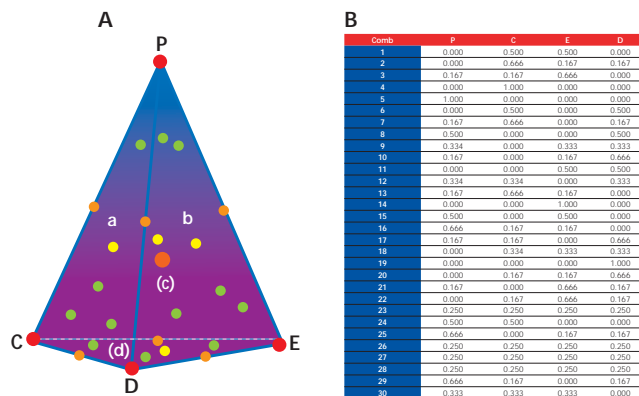 A
P
a
b
(c)
C
(d)
E
D
B
Comb P C E D
1 0.000 0.500 0.500 0.000
2 0.000 0.666 0.167 0.167
3 0.167 0.167 0.666 0.000
4 0.000 1.000 0.000 0.000
5 1.000 0.000 0.000 0.000
6 0.000 0.500 0.000 0.500
7 0.167 0.666 0.000 0.167
8 0.500 0.000 0.000 0.500
9 0.334 0.000 0.333 0.333
10 0.167 0.000 0.167 0.666
11 0.000 0.000 0.500 0.500
12 0.334 0.334 0.000 0.333
13 0.167 0.666 0.167 0.000
14 0.000 0.000 1.000 0.000
15 0.500 0.000 0.500 0.000
16 0.666 0.167 0.167 0.000
17 0.167 0.167 0.000 0.666
18 0.000 0.334 0.333 0.333
19 0.000 0.000 0.000 1.000
20 0.000 0.167 0.167 0.666
21 0.167 0.000 0.666 0.167
22 0.000 0.167 0.666 0.167
23 0.250 0.250 0.250 0.250
24 0.500 0.500 0.000 0.000
25 0.666 0.000 0.167 0.167
26 0.250 0.250 0.250 0.250
27 0.250 0.250 0.250 0.250
28 0.250 0.250 0.250 0.250
29 0.666 0.167 0.000 0.167
30 0.333 0.333 0.333 0.000